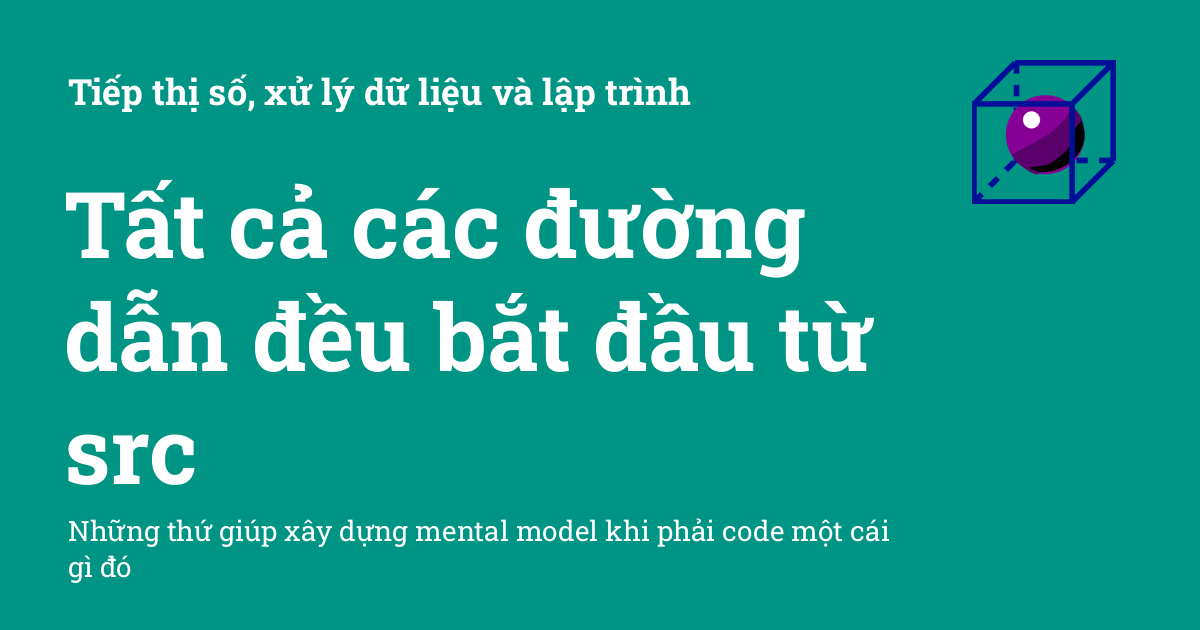 Tiếp thị số, xử lý dữ liệu và lập trình
Tất cả các đường
dẫn đều bắt đầu từ
src
Những thứ giúp xây dựng mental model khi phải code một cái
gì đó